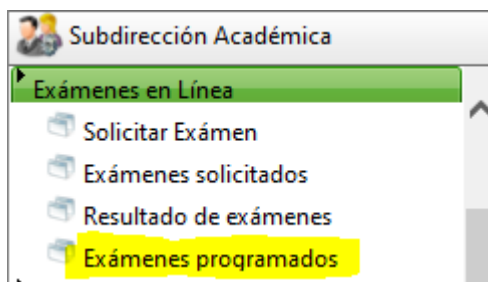 Subdirección Académica
Exámenes en Línea
Solicitar Exámen
Exámenes solicitados
Resultado de exámenes
Exámenes programados